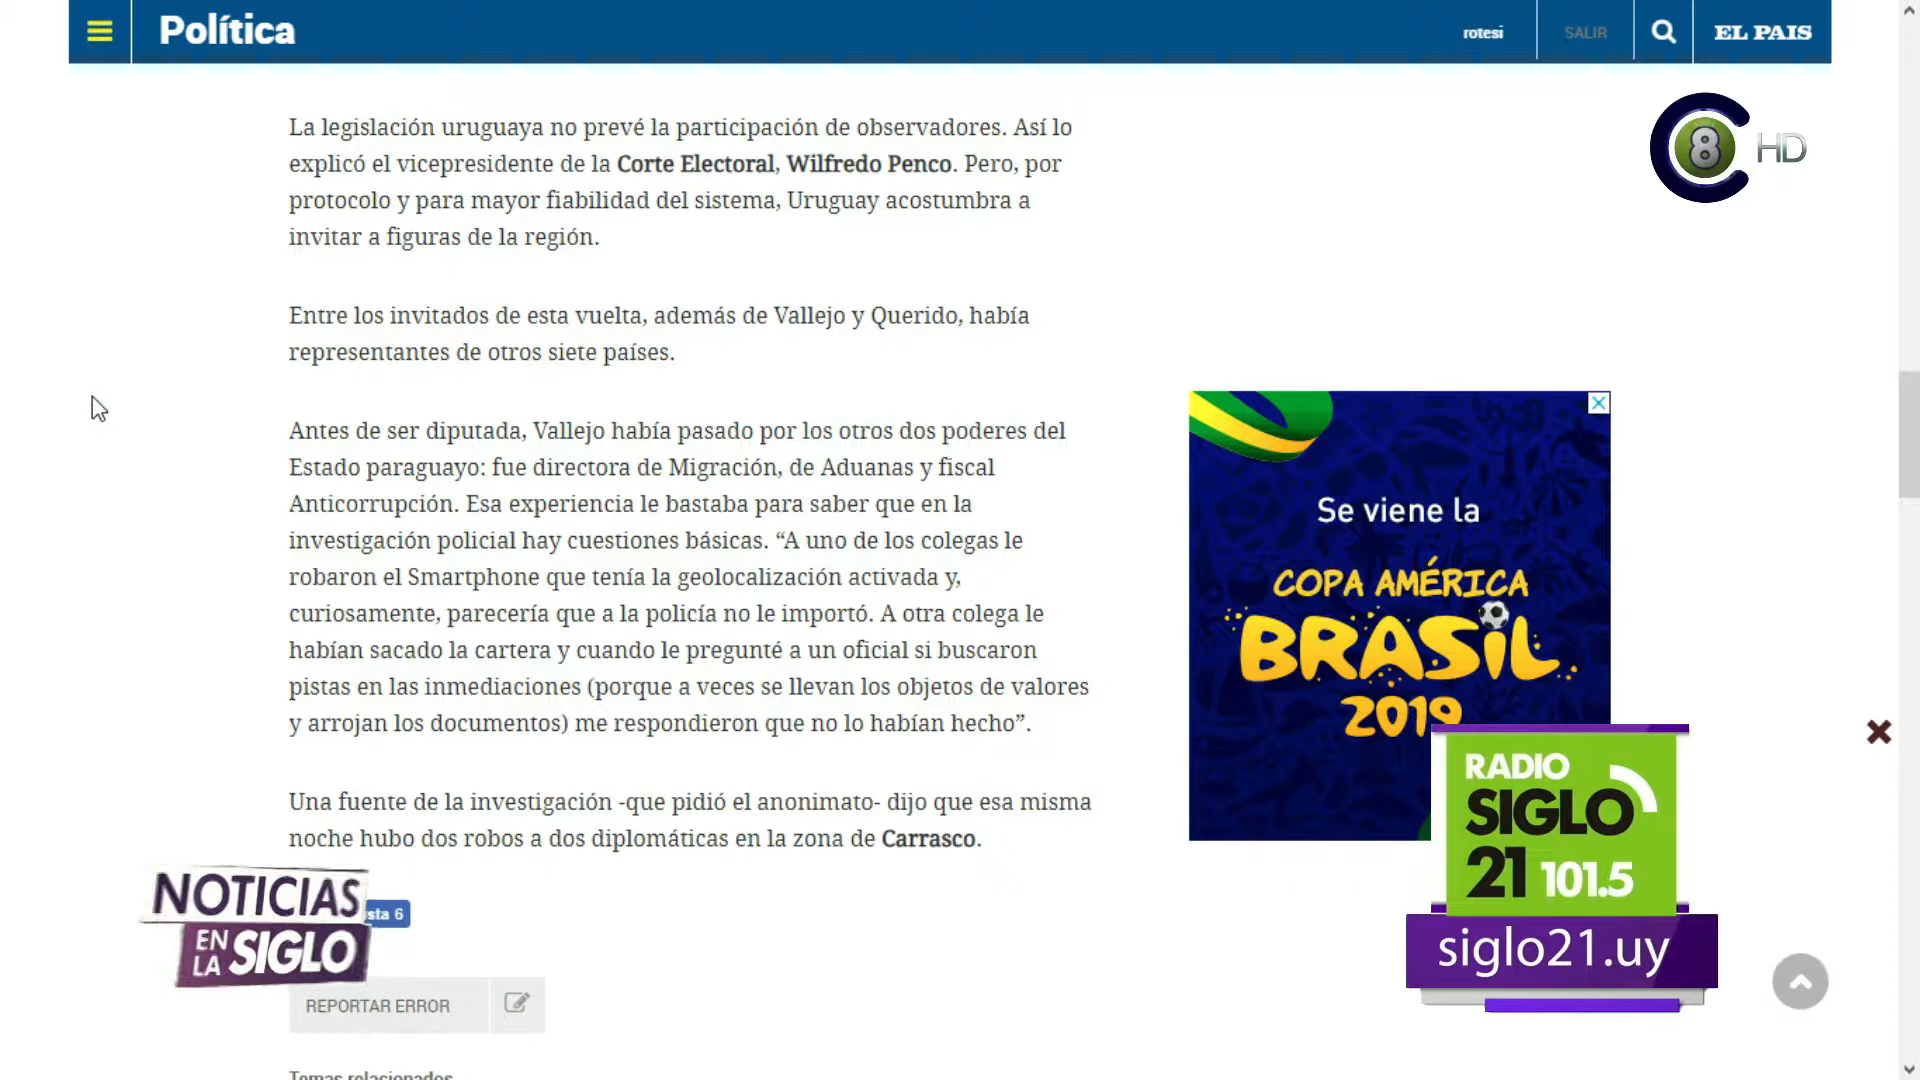 Política
rotesi
SALIR
EL PAIS
8 HD
La legislación uruguaya no prevé la participación de observadores. Así lo
explicó el vicepresidente de la Corte Electoral, Wilfredo Penco. Pero, por
protocolo y para mayor fiabilidad del sistema, Uruguay acostumbra a
invitar a figuras de la región.
Entre los invitados de esta vuelta, además de Vallejo y Querido, había
representantes de otros siete países.
Antes de ser diputada, Vallejo había pasado por los otros dos poderes del
Estado paraguayo: fue directora de Migración, de Aduanas y fiscal
Anticorrupción. Esa experiencia le bastaba para saber que en la
investigación policial hay cuestiones básicas. “A uno de los colegas le
robaron el Smartphone que tenía la geolocalización activada y,
curiosamente, parecería que a la policía no le importó. A otra colega le
habían sacado la cartera y cuando le pregunté a un oficial si buscaron
pistas en las inmediaciones (porque a veces se llevan los objetos de valores
y arrojan los documentos) me respondieron que no lo habían hecho”.
Una fuente de la investigación -que pidió el anonimato- dijo que esa misma
noche hubo dos robos a dos diplomáticas en la zona de Carrasco.
Se viene la
COPA AMÉRICA
BRASIL
2019
RADIO
SIGLO
21 101.5
siglo21.uy
NOTICIAS
EN LA SIGLO
sta 6
REPORTAR ERROR
Temas relacionados